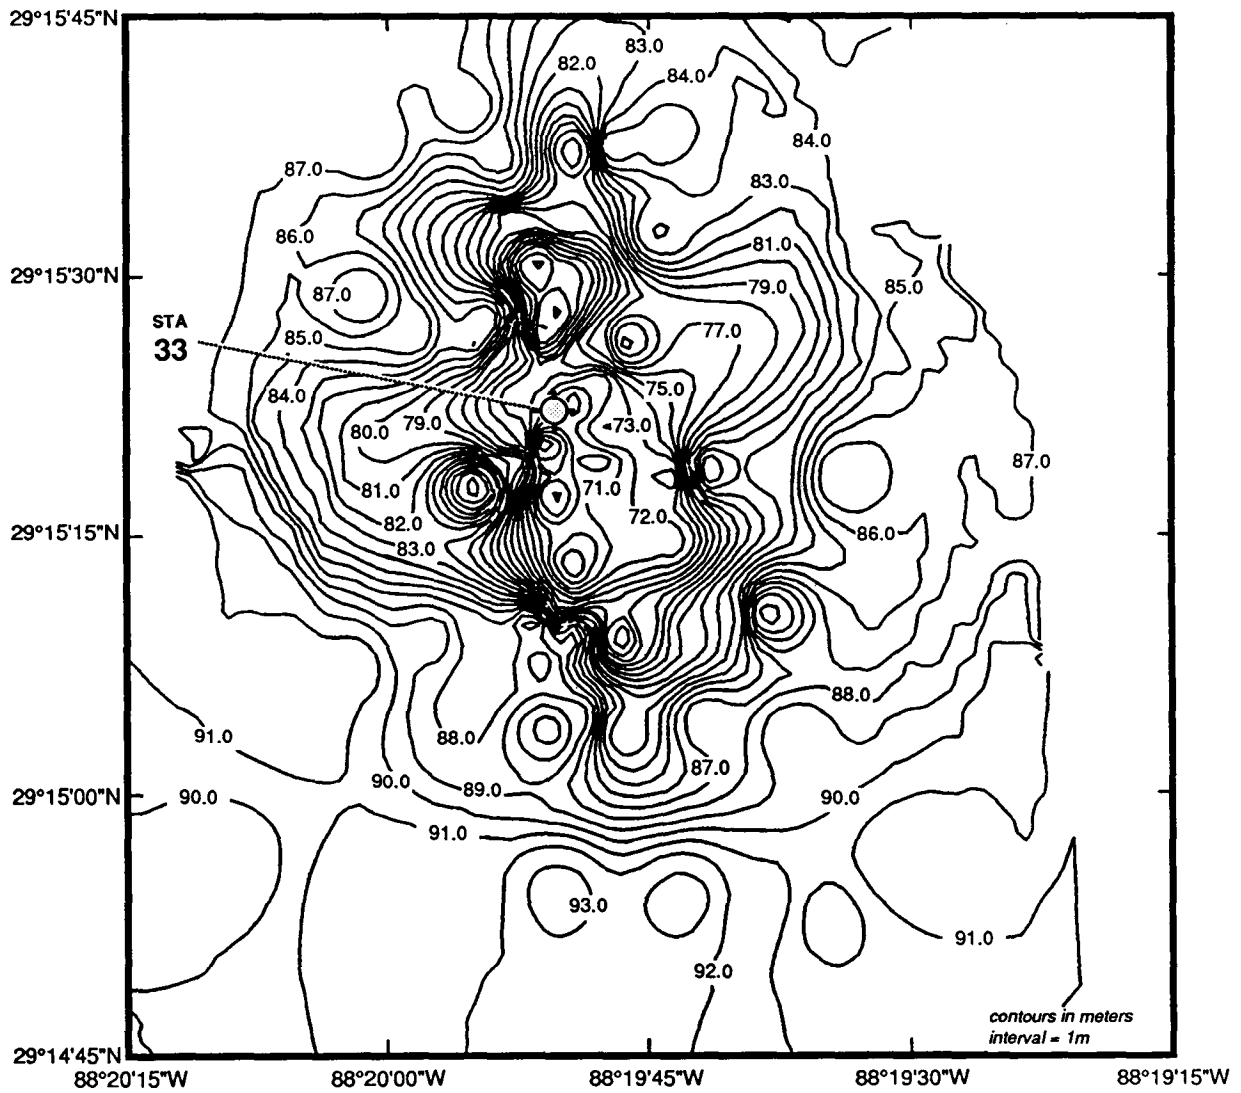 29°15'45"N
83.0
82.0
84.0
84.0
87.0
83.0
86.0
81.0
29°15'30"N
87.0
79.0
85.0
STA
33
85.0
77.0
75.0
84.0
80.0
79.0
73.0
87.0
81.0
71.0
82.0
72.0
29°15'15"N
83.0
86.0
88.0
91.0
88.0
87.0
90.0
89.0
29°15'00"N
90.0
90.0
91.0
93.0
91.0
92.0
contours in meters
interval = 1m
29°14'45"N
88°20'15"W
88°20'00"W
88°19'45"W
88°19'30"W
88°19'15"W